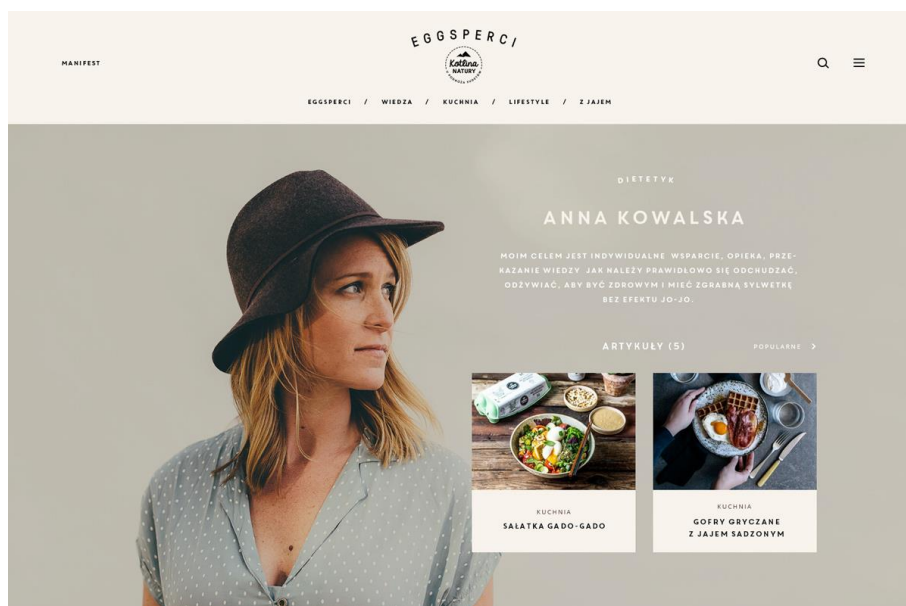 EGGSPERCI
Kotlina
NATURY
MANIFEST
EGGSPERCI / WIEDZA / KUCHNIA / LIFESTYLE / Z JAJEM
DIETETYK
ANNA KOWALSKA
MOIM CELEM JEST INDYWIDUALNE WSPARCIE, OPIEKA, PRZE-
KAZANIE WIEDZY JAK NALEŻY PRAWIDŁOWO SIĘ ODCHUDZAĆ,
ODŻYWIAĆ, ABY BYĆ ZDROWYM I MIEĆ ZGRABNĄ SYLWETKĘ
BEZ EFEKTU JO-JO.
ARTYKUŁY (5)
POPULARNE
KUCHNIA
SAŁATKA GADO-GADO
KUCHNIA
GOFRY GRYCZANE
Z JAJEM SADZONYM